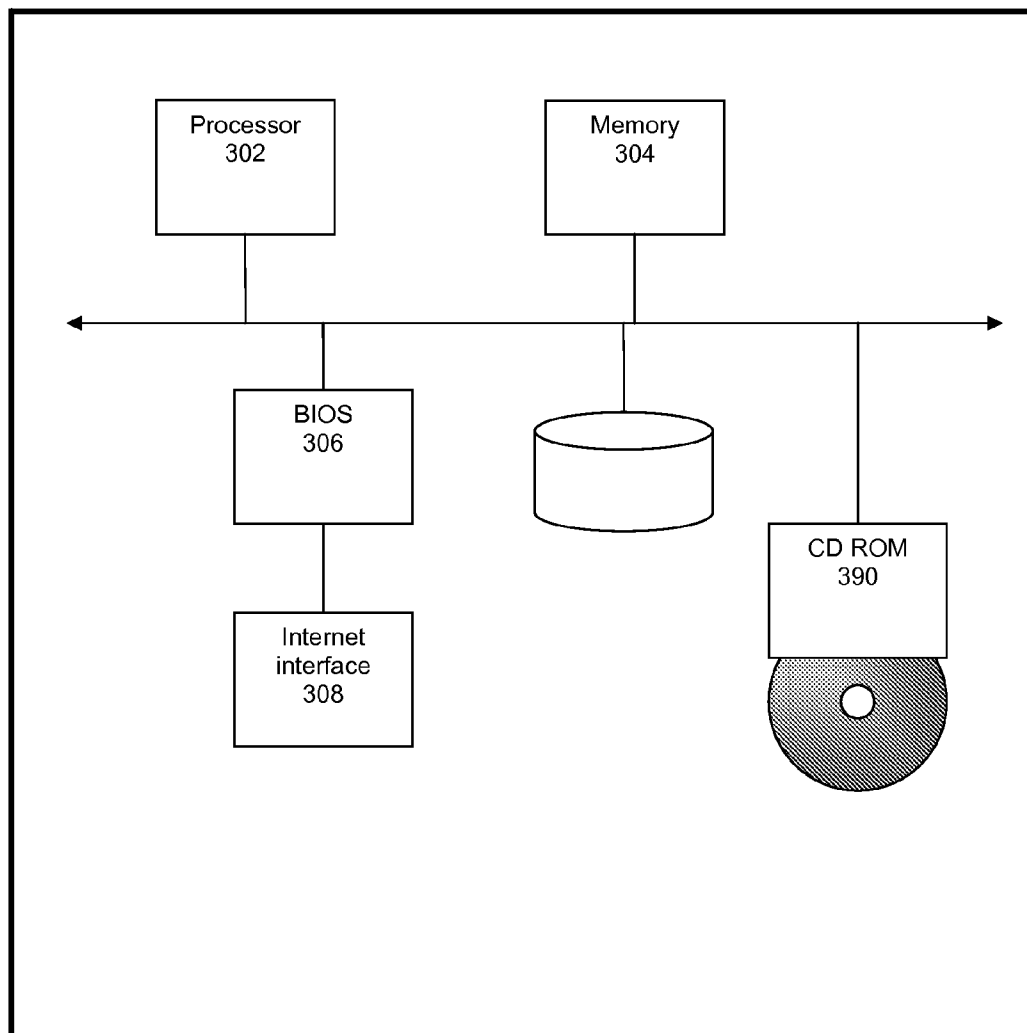 Processor
302
Memory
304
BIOS
306
CD ROM
390
Internet
interface
308